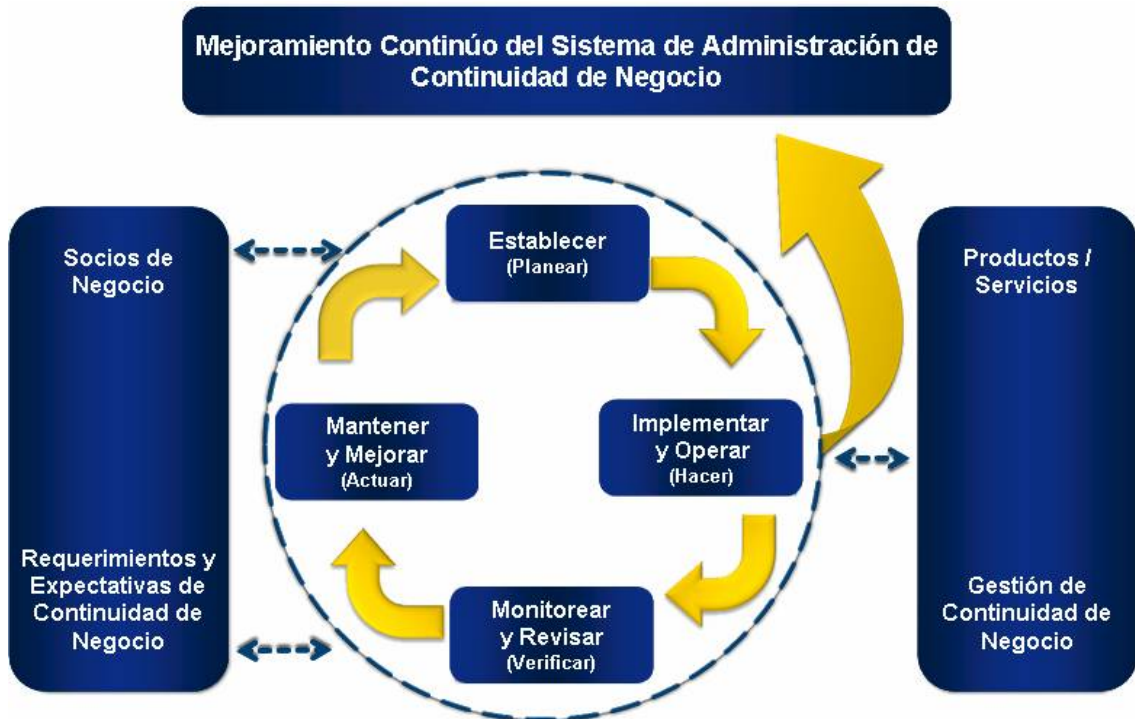 Mejoramiento Continúo del Sistema de Administración de
Continuidad de Negocio
Socios de
Negocio
Requerimientos y
Expectativas de
Continuidad de
Negocio
Establecer
(Planear)
Implementar
y Operar
(Hacer)
Monitorear
y Revisar
(Verificar)
Mantener
y Mejorar
(Actuar)
Productos /
Servicios
Gestión de
Continuidad de
Negocio